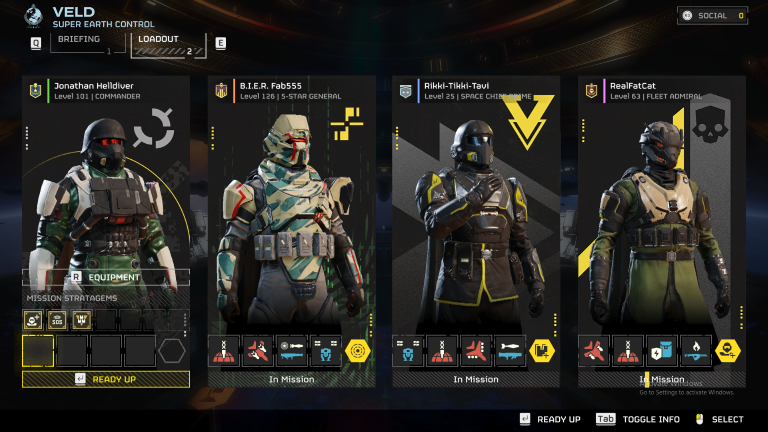 VELD
SUPER EARTH CONTROL
SOCIAL 0
Q BRIEFING 1 LOADOUT 2 E
Jonathan Helldiver
Level 101 | COMMANDER
B.I.E.R. Fab555
Level 126 | 5-STAR GENERAL
Rikki-Tikki-Tavi
Level 25 | SPACE CHIEF PRIME
RealFatCat
Level 63 | FLEET ADMIRAL
R EQUIPMENT
MISSION STRATAGEMS
SOS
READY UP
In Mission
In Mission
In Mission
Activate Windows
Go to Settings to activate Windows.
READY UP Tab TOGGLE INFO SELECT